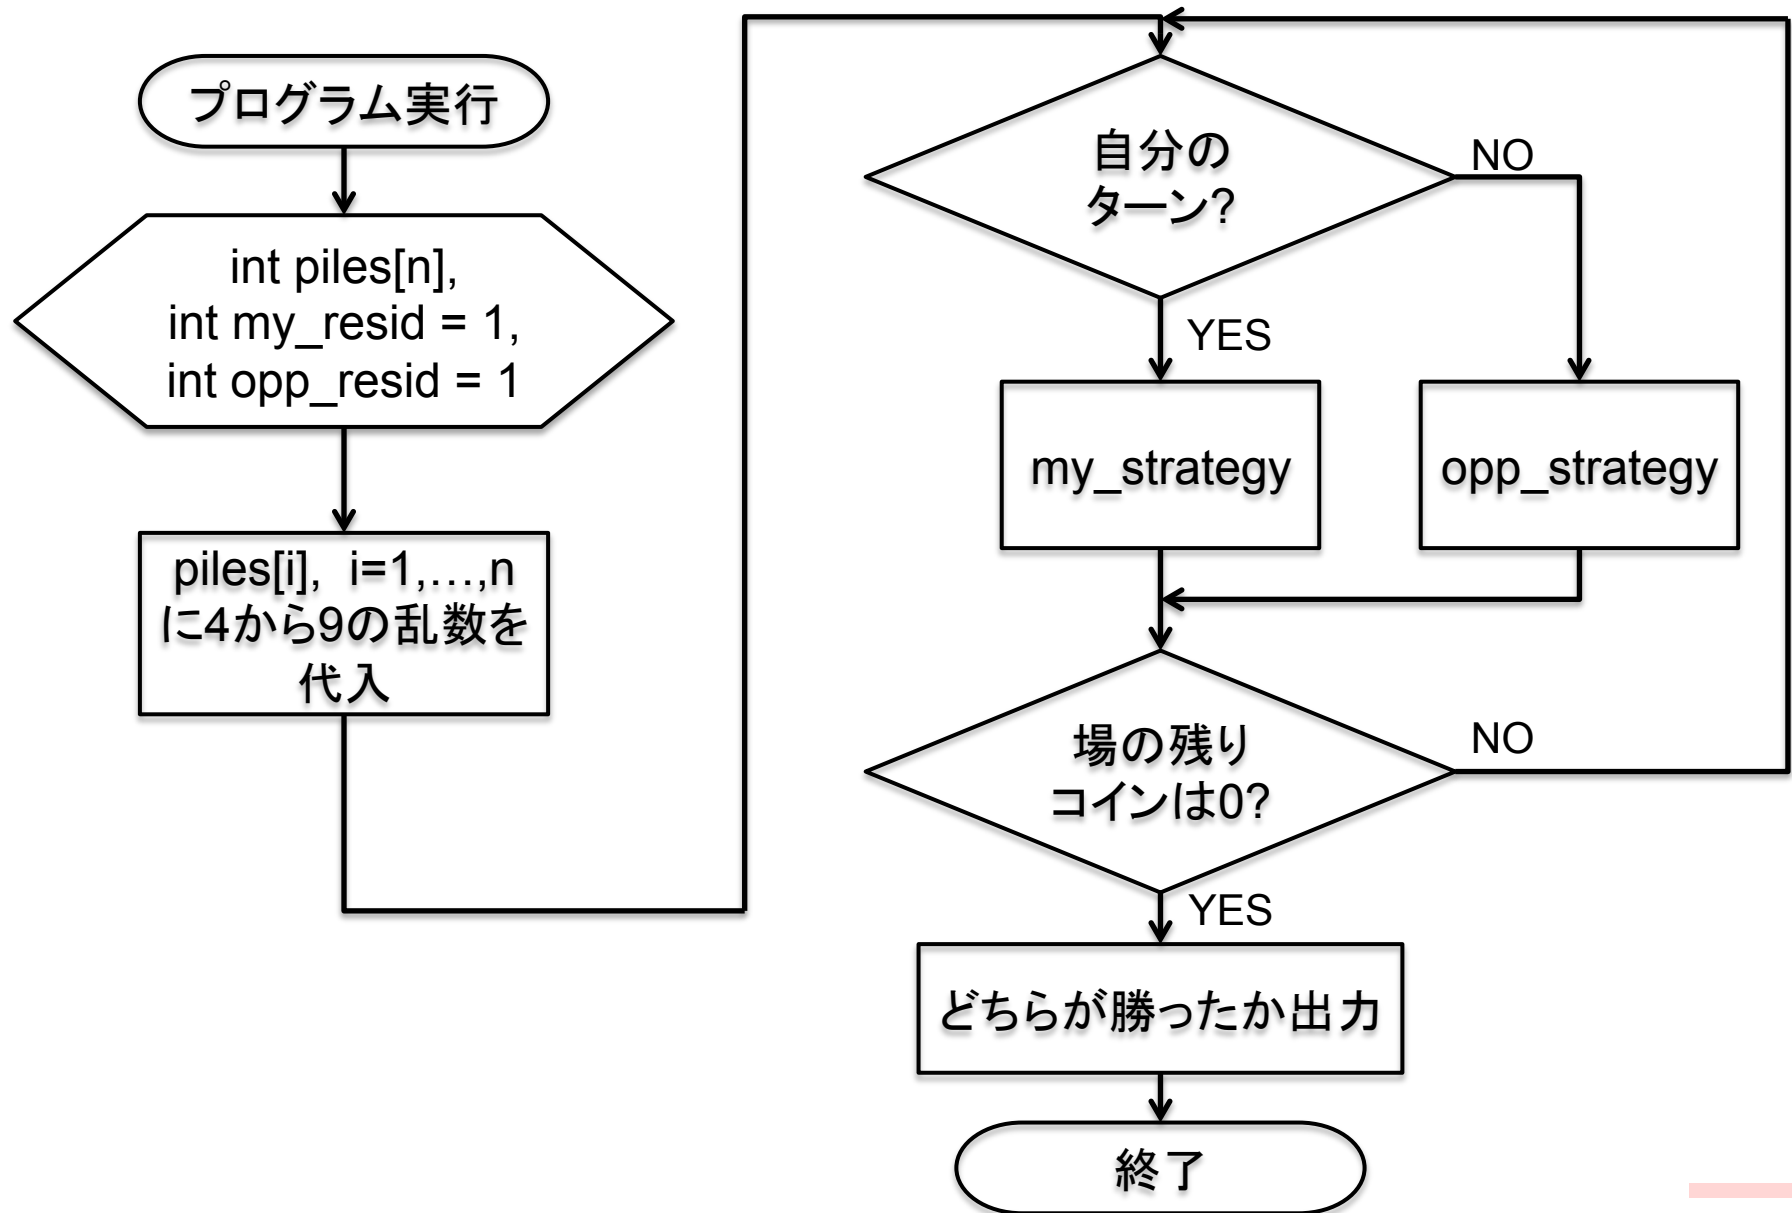 プログラム実行
int piles[n],
int my_resid = 1,
int opp_resid = 1
piles[i], i=1,…,n
に4から9の乱数を
代入
自分の
ターン?
NO
YES
my_strategy
opp_strategy
場の残り
コインは0?
NO
YES
どちらが勝ったか出力
終了